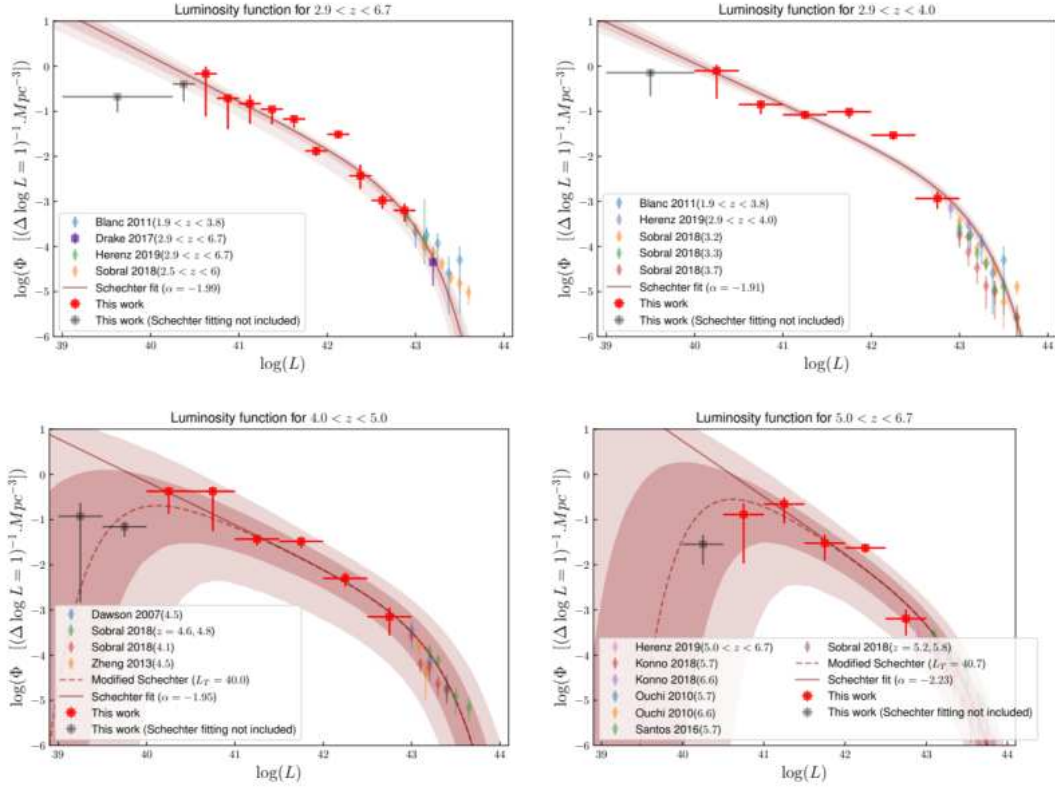 Luminosity function for 2.9 < z < 6.7
1
0
−1
−2
−3
−4
−5
−6
log(Φ [(Δ log L = 1)⁻¹.Mpc⁻³])
Blanc 2011(1.9 < z < 3.8)
Drake 2017(2.9 < z < 6.7)
Herenz 2019(2.9 < z < 6.7)
Sobral 2018(2.5 < z < 6)
Schechter fit (α = −1.99)
This work
This work (Schechter fitting not included)
39 40 41 42 43 44
log(L)
Luminosity function for 2.9 < z < 4.0
1
0
−1
−2
−3
−4
−5
−6
log(Φ [(Δ log L = 1)⁻¹.Mpc⁻³])
Blanc 2011(1.9 < z < 3.8)
Herenz 2019(2.9 < z < 4.0)
Sobral 2018(3.2)
Sobral 2018(3.3)
Sobral 2018(3.7)
Schechter fit (α = −1.91)
This work
This work (Schechter fitting not included)
39 40 41 42 43 44
log(L)
Luminosity function for 4.0 < z < 5.0
1
0
−1
−2
−3
−4
−5
−6
log(Φ [(Δ log L = 1)⁻¹.Mpc⁻³])
Dawson 2007(4.5)
Sobral 2018(z = 4.6, 4.8)
Sobral 2018(4.1)
Zheng 2013(4.5)
Modified Schechter (L_T = 40.0)
Schechter fit (α = −1.95)
This work
This work (Schechter fitting not included)
39 40 41 42 43 44
log(L)
Luminosity function for 5.0 < z < 6.7
1
0
−1
−2
−3
−4
−5
−6
log(Φ [(Δ log L = 1)⁻¹.Mpc⁻³])
Herenz 2019(5.0 < z < 6.7)
Konno 2018(5.7)
Konno 2018(6.6)
Ouchi 2010(5.7)
Ouchi 2010(6.6)
Santos 2016(5.7)
Sobral 2018(z = 5.2, 5.8)
Modified Schechter (L_T = 40.7)
Schechter fit (α = −2.23)
This work
This work (Schechter fitting not included)
39 40 41 42 43 44
log(L)